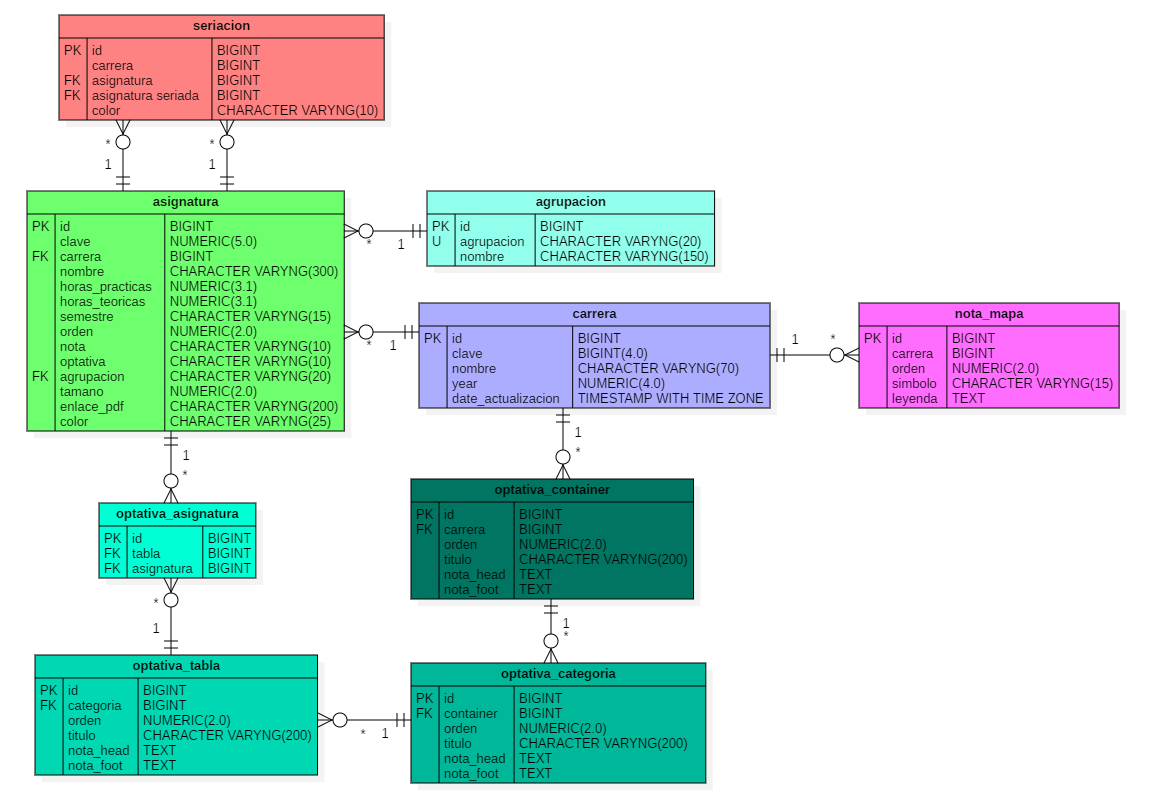 seriacion
PK id BIGINT
carrera BIGINT
FK asignatura BIGINT
FK asignatura seriada BIGINT
color CHARACTER VARYNG(10)
* *
1 1
asignatura
PK id BIGINT
clave NUMERIC(5.0)
FK carrera BIGINT
nombre CHARACTER VARYNG(300)
horas_practicas NUMERIC(3.1)
horas_teoricas NUMERIC(3.1)
semestre CHARACTER VARYNG(15)
orden NUMERIC(2.0)
nota CHARACTER VARYNG(10)
optativa CHARACTER VARYNG(10)
FK agrupacion CHARACTER VARYNG(20)
tamano NUMERIC(2.0)
enlace_pdf CHARACTER VARYNG(200)
color CHARACTER VARYNG(25)
* 1
agrupacion
PK id BIGINT
U agrupacion CHARACTER VARYNG(20)
nombre CHARACTER VARYNG(150)
* 1
carrera
PK id BIGINT
clave BIGINT(4.0)
nombre CHARACTER VARYNG(70)
year NUMERIC(4.0)
date_actualizacion TIMESTAMP WITH TIME ZONE
1 *
nota_mapa
PK id BIGINT
carrera BIGINT
orden NUMERIC(2.0)
simbolo CHARACTER VARYNG(15)
leyenda TEXT
1
*
optativa_container
PK id BIGINT
FK carrera BIGINT
orden NUMERIC(2.0)
titulo CHARACTER VARYNG(200)
nota_head TEXT
nota_foot TEXT
1
*
optativa_asignatura
PK id BIGINT
FK tabla BIGINT
FK asignatura BIGINT
*
1
optativa_tabla
PK id BIGINT
FK categoria BIGINT
orden NUMERIC(2.0)
titulo CHARACTER VARYNG(200)
nota_head TEXT
nota_foot TEXT
* 1
1
*
optativa_categoria
PK id BIGINT
FK container BIGINT
orden NUMERIC(2.0)
titulo CHARACTER VARYNG(200)
nota_head TEXT
nota_foot TEXT